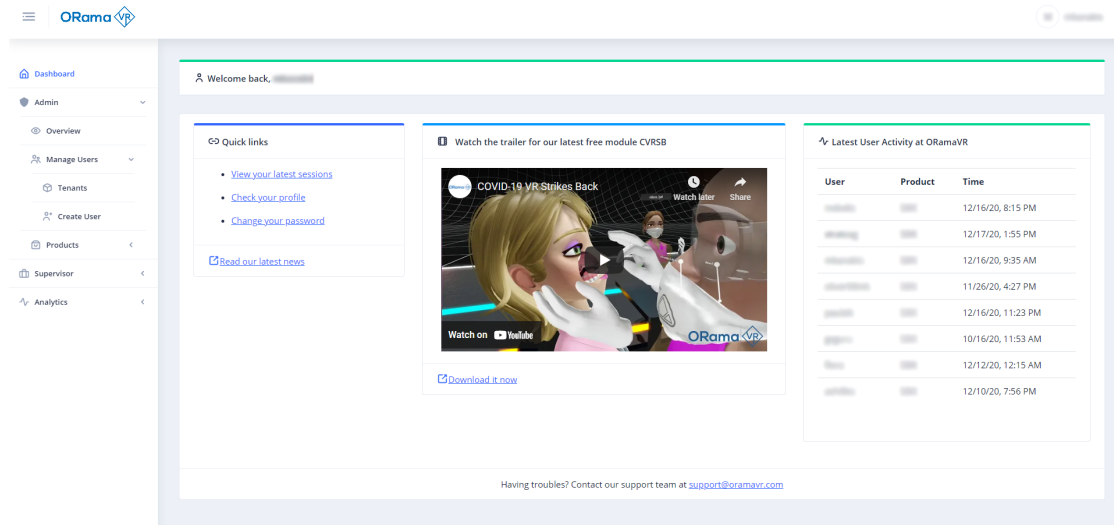 ORama VR
Dashboard
Admin
Overview
Manage Users
Tenants
Create User
Products
Supervisor
Analytics
Welcome back,
Quick links
View your latest sessions
Check your profile
Change your password
Read our latest news
Watch the trailer for our latest free module CVRSB
COVID-19 VR Strikes Back
Watch later
Share
Watch on YouTube
ORama VR
Download it now
Latest User Activity at ORamaVR
User Product Time
12/16/20, 8:15 PM
12/17/20, 1:55 PM
12/16/20, 9:35 AM
11/26/20, 4:27 PM
12/16/20, 11:23 PM
10/16/20, 11:53 AM
12/12/20, 12:15 AM
12/10/20, 7:56 PM
Having troubles? Contact our support team at support@oramavr.com